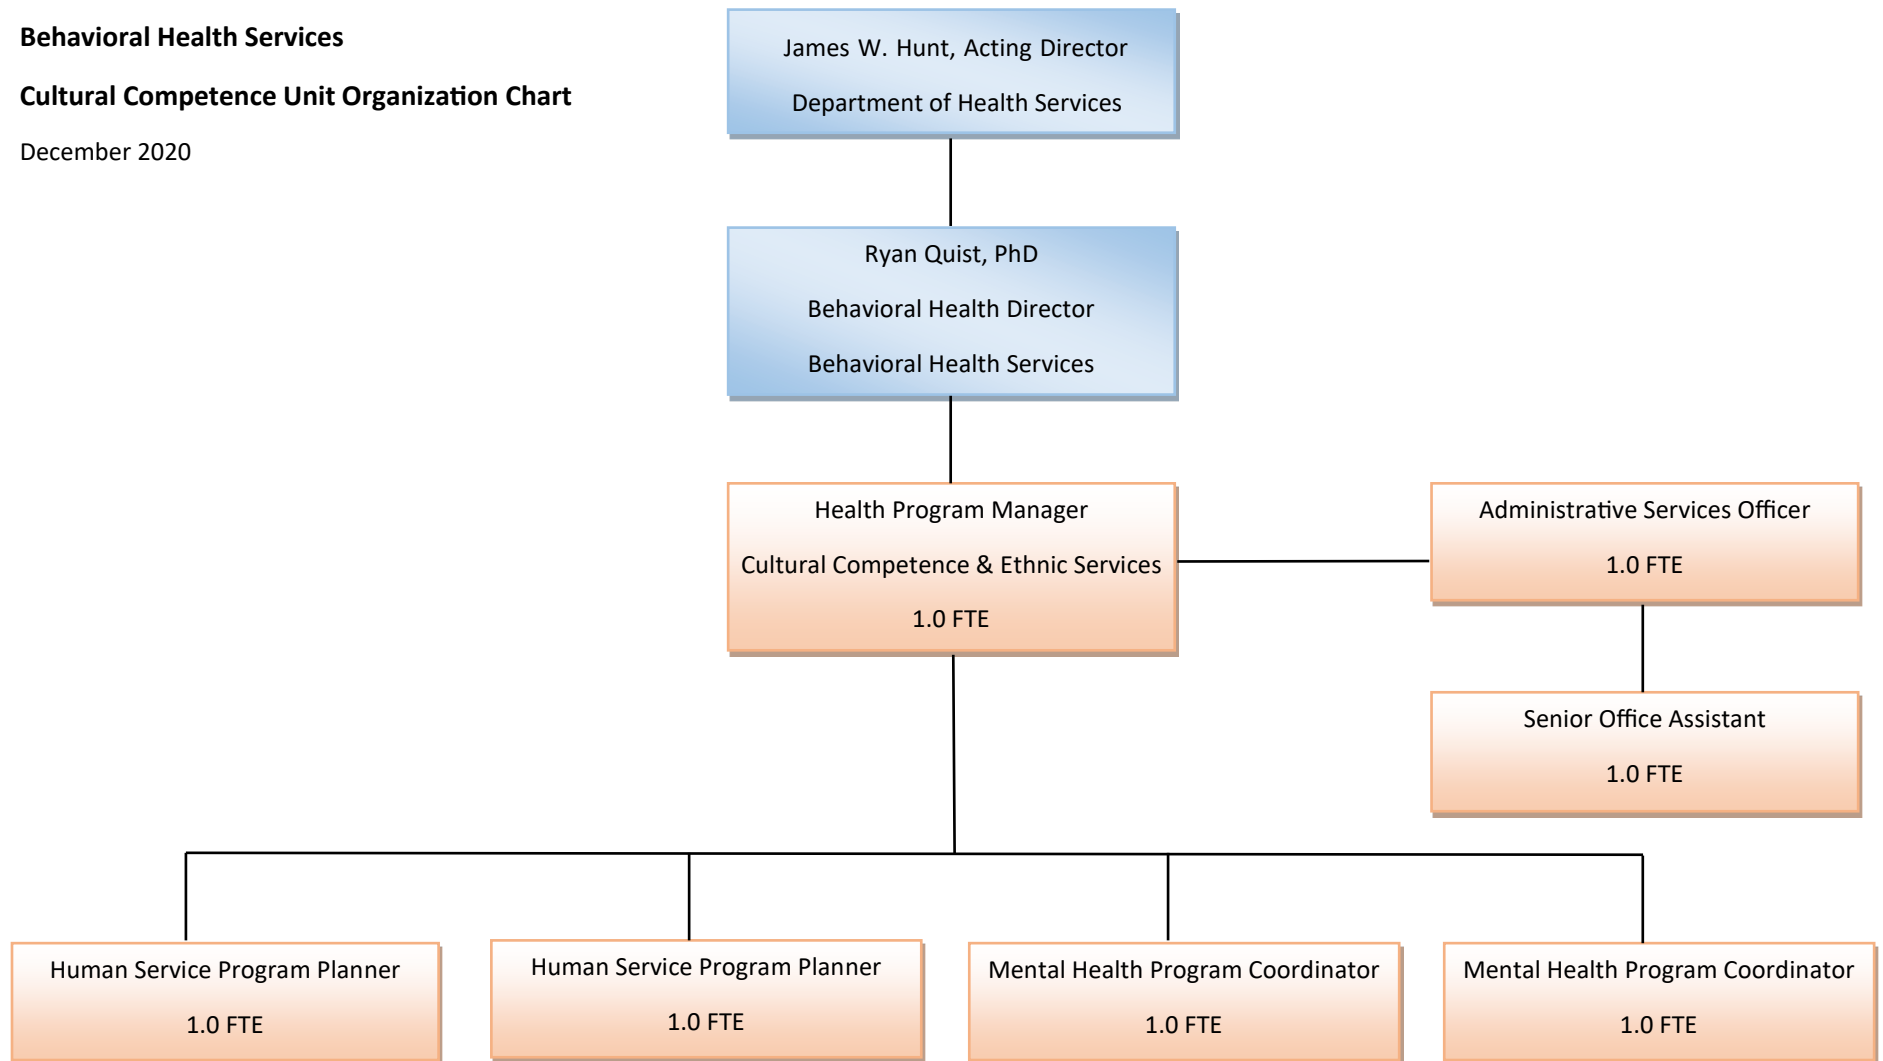 Behavioral Health Services
Cultural Competence Unit Organization Chart
December 2020
James W. Hunt, Acting Director
Department of Health Services
Ryan Quist, PhD
Behavioral Health Director
Behavioral Health Services
Health Program Manager
Cultural Competence & Ethnic Services
1.0 FTE
Administrative Services Officer
1.0 FTE
Senior Office Assistant
1.0 FTE
Human Service Program Planner
1.0 FTE
Human Service Program Planner
1.0 FTE
Mental Health Program Coordinator
1.0 FTE
Mental Health Program Coordinator
1.0 FTE